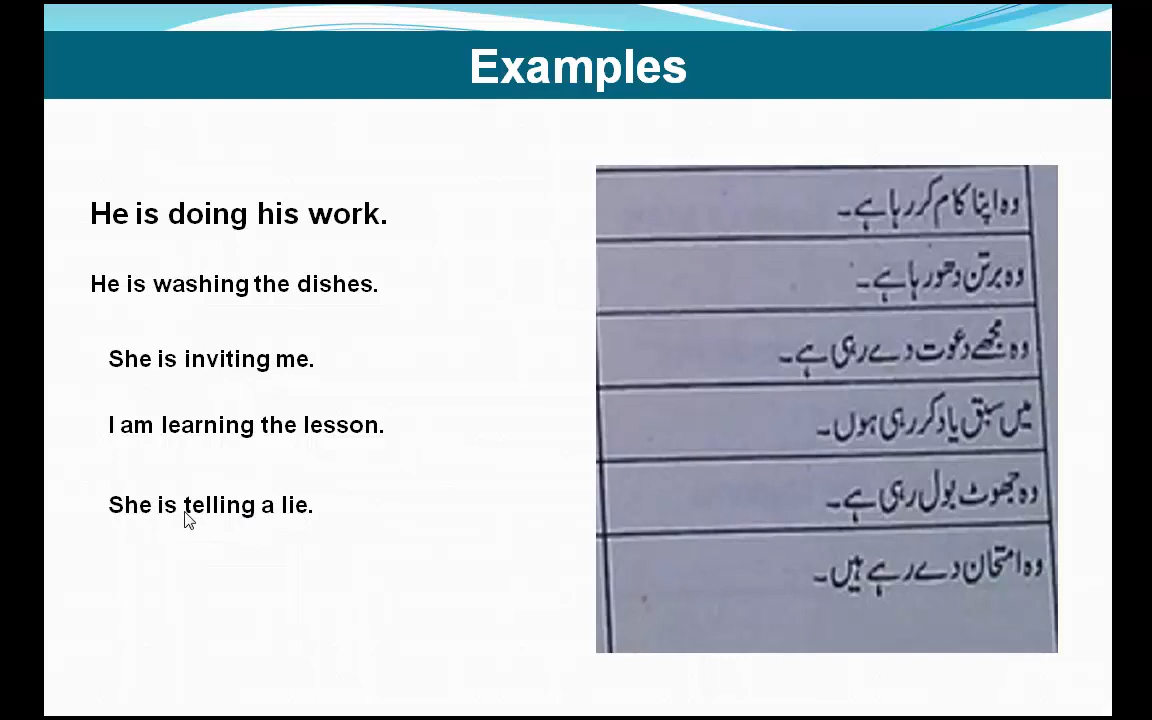 Examples
He is doing his work.
He is washing the dishes.
She is inviting me.
I am learning the lesson.
She is telling a lie.
وہ اپنا کام کر رہا ہے۔
وہ برتن دھو رہا ہے۔
وہ مجھے دعوت دے رہی ہے۔
میں سبق یاد کر رہی ہوں۔
وہ جھوٹ بول رہی ہے۔
وہ امتحان دے رہے ہیں۔